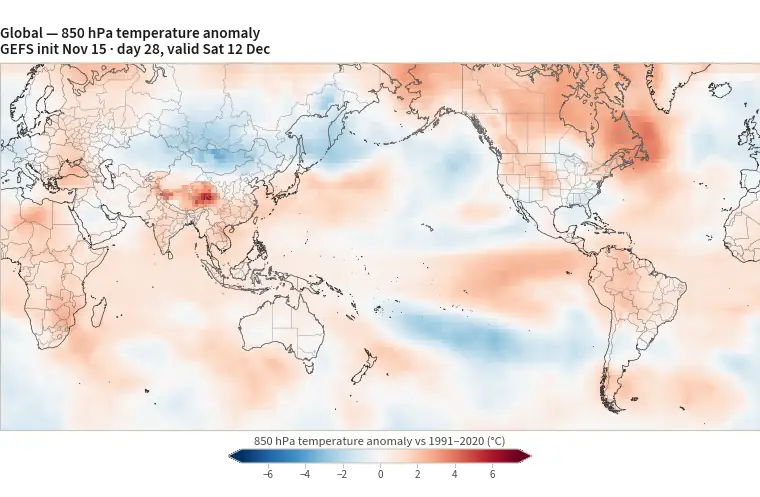 Global — 850 hPa temperature anomaly
GEFS init Nov 15 · day 28, valid Sat 12 Dec
850 hPa temperature anomaly vs 1991–2020 (°C)
−6 −4 −2 0 2 4 6